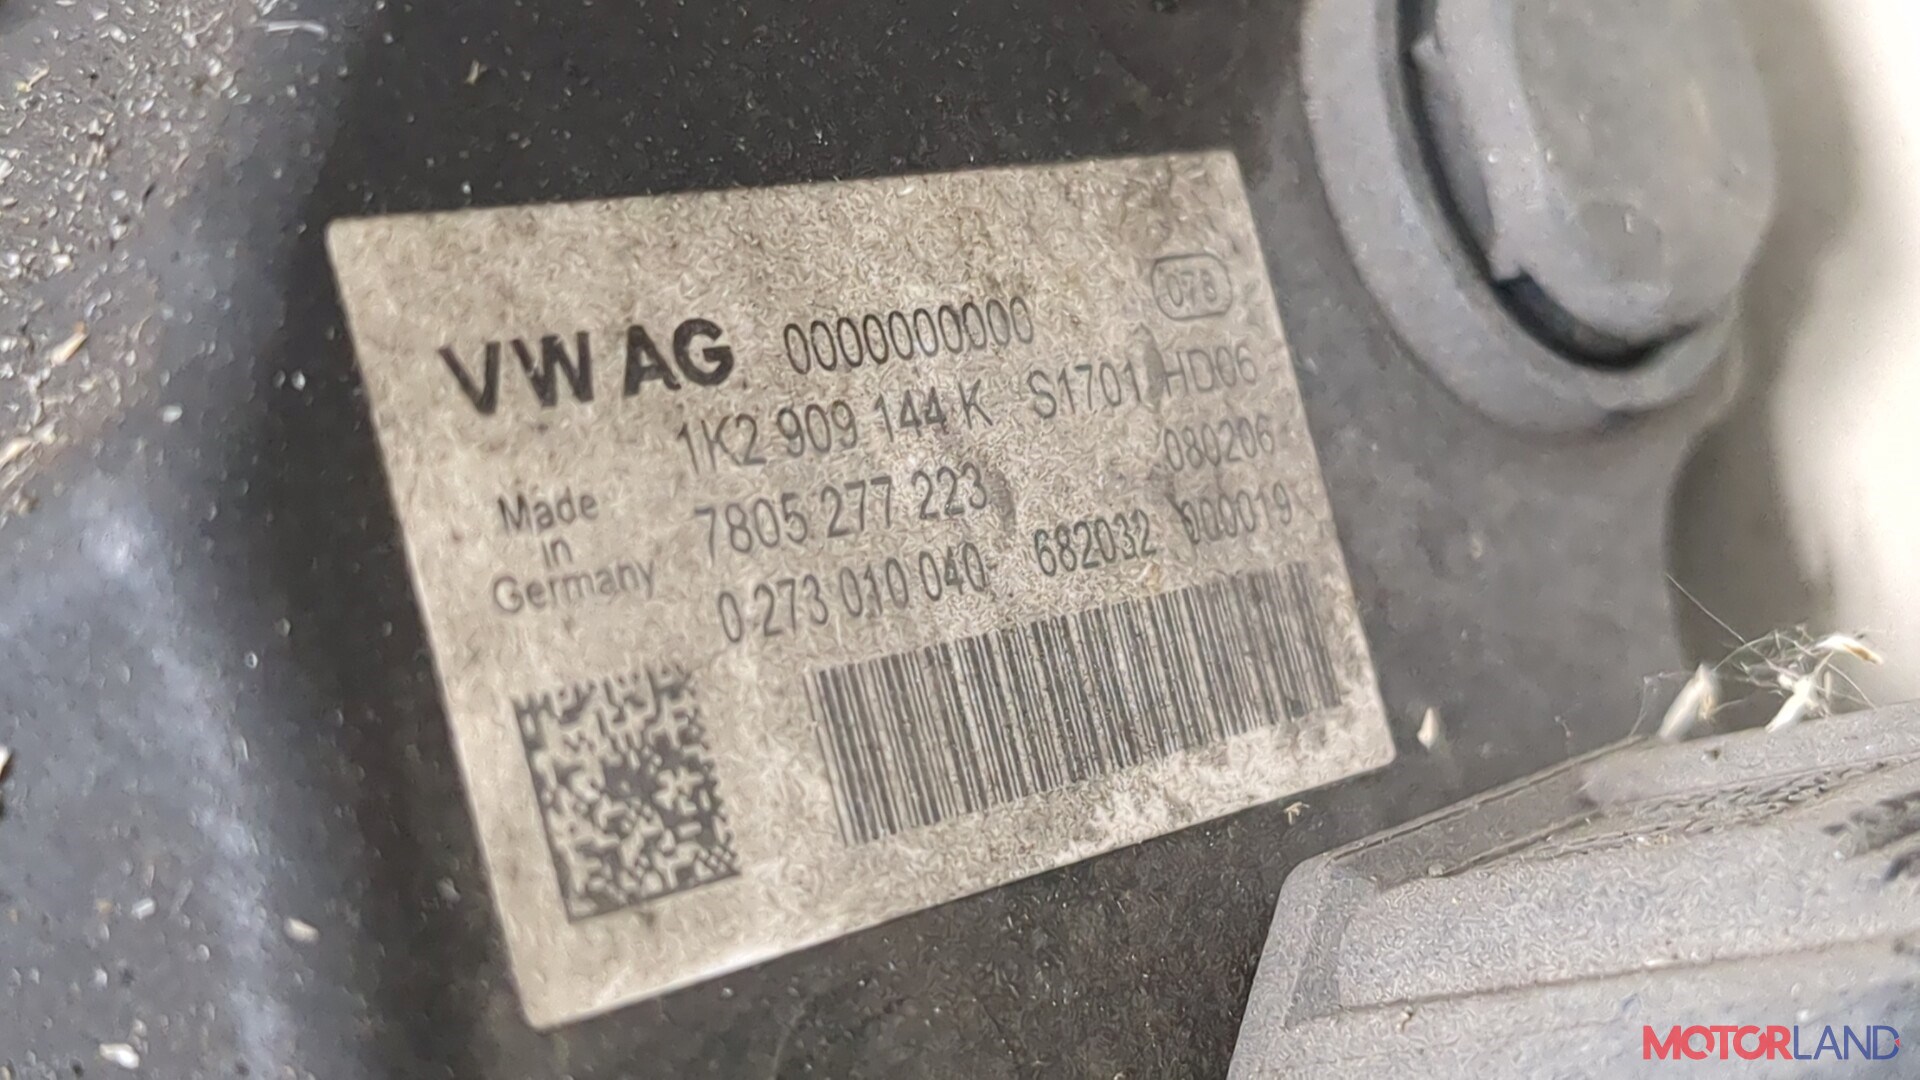 078
VW AG 0000000000
1K2 909 144 K S1701 HD06
080206
Made
in
Germany
7805 277 223
0 273 010 040 682032 000019
MOTORLAND